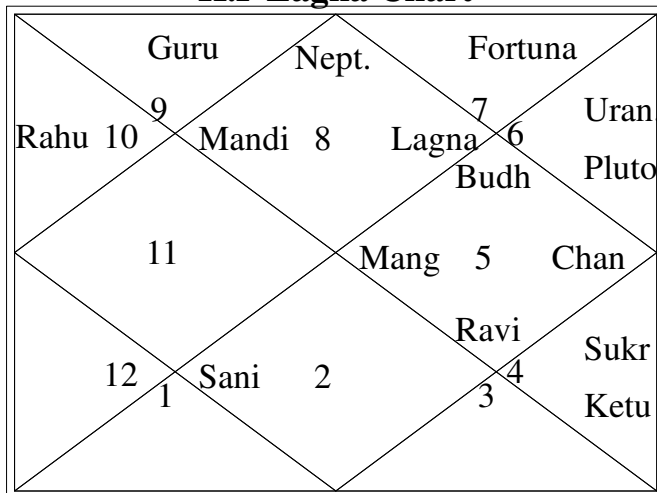 Lagna Chart
Guru Nept. Fortuna
9 7 Uran.
Rahu 10 Mandi 8 Lagna 6
Budh Pluto
11 Mang 5 Chan
Ravi Sukr
12 Sani 2 4
1 3 Ketu